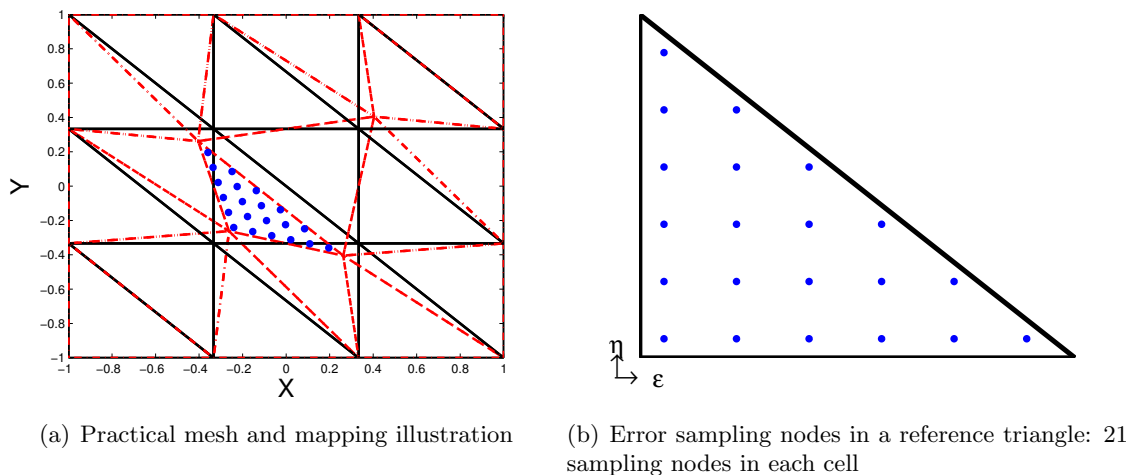 1
0.8
0.6
0.4
0.2
0
−0.2
−0.4
−0.6
−0.8
−1
Y
−1 −0.8 −0.6 −0.4 −0.2 0 0.2 0.4 0.6 0.8 1
X
η
ε
(a) Practical mesh and mapping illustration
(b) Error sampling nodes in a reference triangle: 21
sampling nodes in each cell